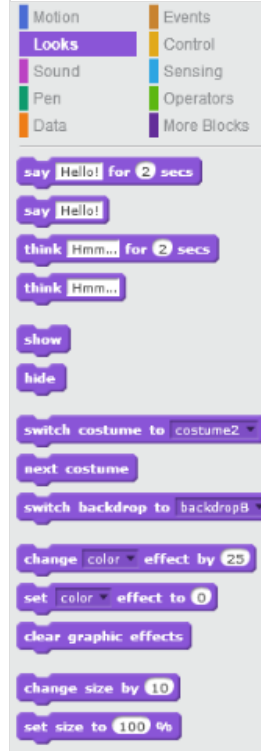 Motion Events
Looks Control
Sound Sensing
Pen Operators
Data More Blocks
say Hello! for 2 secs
say Hello!
think Hmm... for 2 secs
think Hmm...
show
hide
switch costume to costume2
next costume
switch backdrop to backdrop8
change color effect by 25
set color effect to 0
clear graphic effects
change size by 10
set size to 100 %